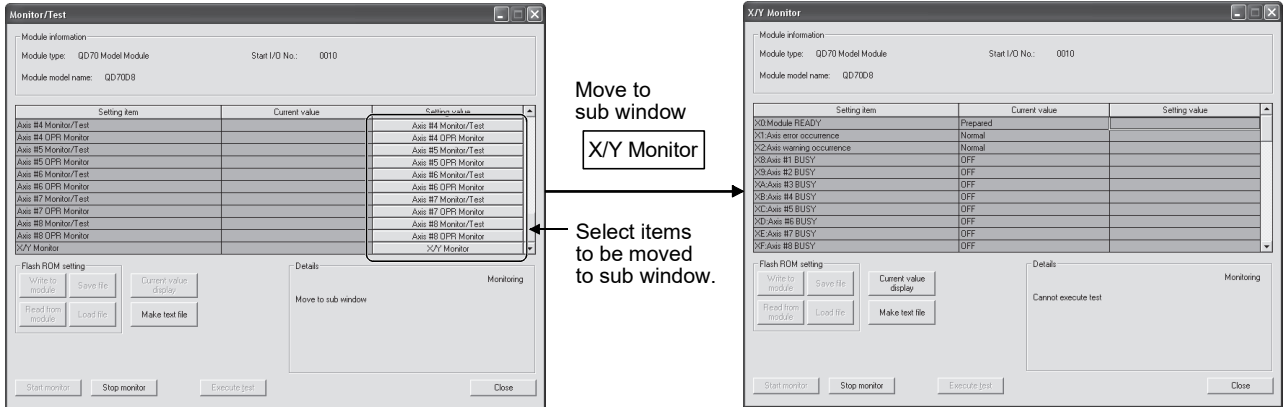 Monitor/Test
Module information
Module type: QD70 Model Module Start I/O No.: 0010
Module model name: QD70D8
Setting item Current value Setting value
Axis #4 Monitor/Test Axis #4 Monitor/Test
Axis #4 OPR Monitor Axis #4 OPR Monitor
Axis #5 Monitor/Test Axis #5 Monitor/Test
Axis #5 OPR Monitor Axis #5 OPR Monitor
Axis #6 Monitor/Test Axis #6 Monitor/Test
Axis #6 OPR Monitor Axis #6 OPR Monitor
Axis #7 Monitor/Test Axis #7 Monitor/Test
Axis #7 OPR Monitor Axis #7 OPR Monitor
Axis #8 Monitor/Test Axis #8 Monitor/Test
Axis #8 OPR Monitor Axis #8 OPR Monitor
X/Y Monitor X/Y Monitor
Flash ROM setting
Write to module
Save file
Current value display
Read from module
Load file
Make text file
Details
Monitoring
Move to sub window
Start monitor
Stop monitor
Execute test
Close
Move to
sub window
X/Y Monitor
Select items
to be moved
to sub window.
X/Y Monitor
Module information
Module type: QD70 Model Module Start I/O No.: 0010
Module model name: QD70D8
Setting item Current value Setting value
X0:Module READY Prepared
X1:Axis error occurrence Normal
X2:Axis warning occurrence Normal
X8:Axis #1 BUSY OFF
X9:Axis #2 BUSY OFF
XA:Axis #3 BUSY OFF
XB:Axis #4 BUSY OFF
XC:Axis #5 BUSY OFF
XD:Axis #6 BUSY OFF
XE:Axis #7 BUSY OFF
XF:Axis #8 BUSY OFF
Flash ROM setting
Write to module
Save file
Current value display
Read from module
Load file
Make text file
Details
Monitoring
Cannot execute test
Start monitor
Stop monitor
Execute test
Close